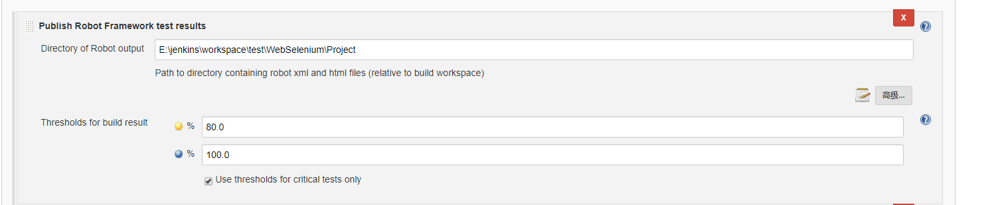 Publish Robot Framework test results
X
?
Directory of Robot output
E:\jenkins\workspace\test\WebSelenium\Project
Path to directory containing robot xml and html files (relative to build workspace)
高级...
Thresholds for build result
% 80.0
?
% 100.0
Use thresholds for critical tests only